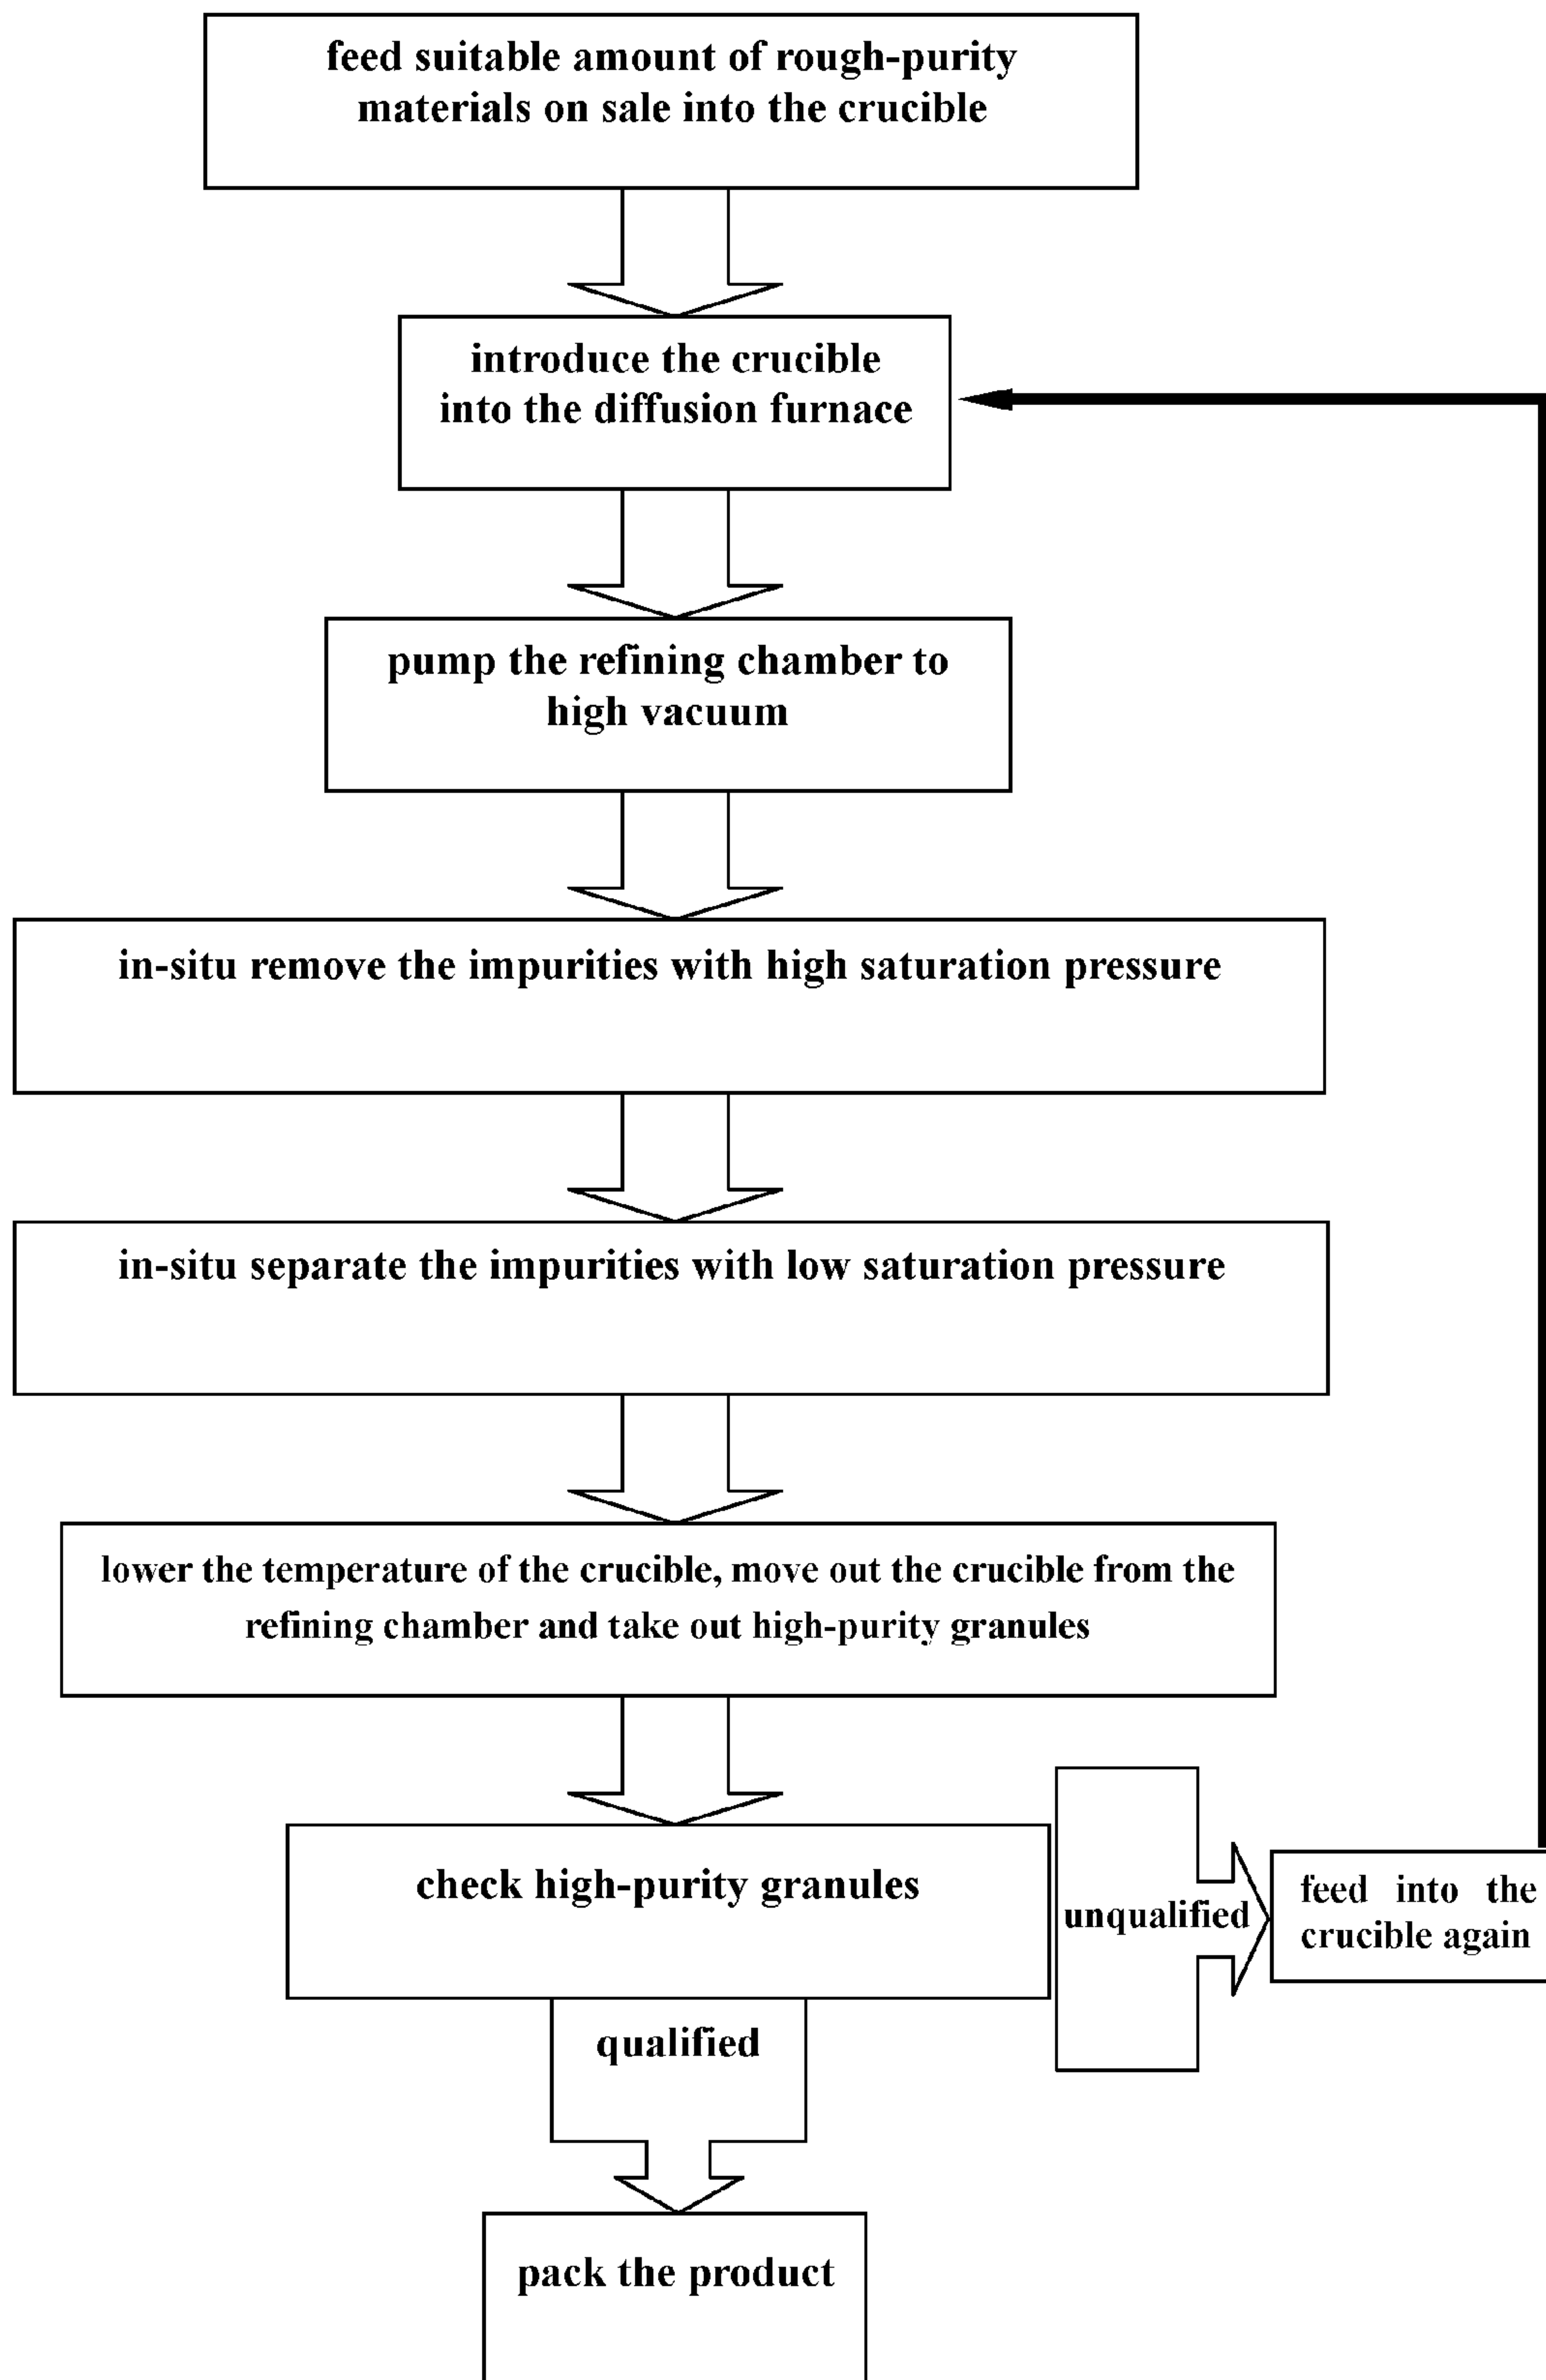 feed suitable amount of rough-purity
materials on sale into the crucible
introduce the crucible
into the diffusion furnace
pump the refining chamber to
high vacuum
in-situ remove the impurities with high saturation pressure
in-situ separate the impurities with low saturation pressure
lower the temperature of the crucible, move out the crucible from the
refining chamber and take out high-purity granules
check high-purity granules
unqualified
feed into the
crucible again
qualified
pack the product